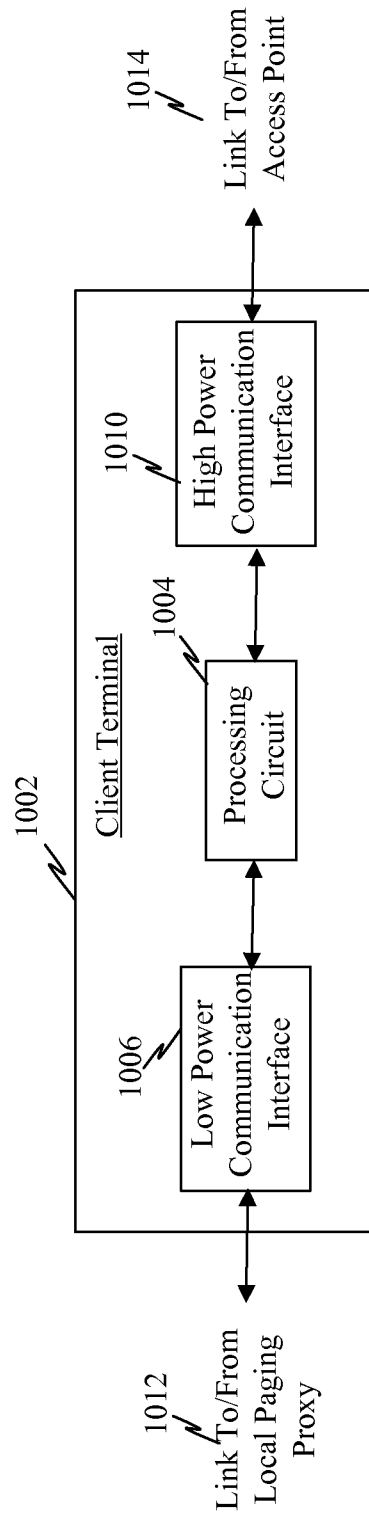 1002
Client Terminal
1012
Link To/From
Local Paging
Proxy
1006
Low Power
Communication
Interface
1004
Processing
Circuit
1010
High Power
Communication
Interface
1014
Link To/From
Access Point